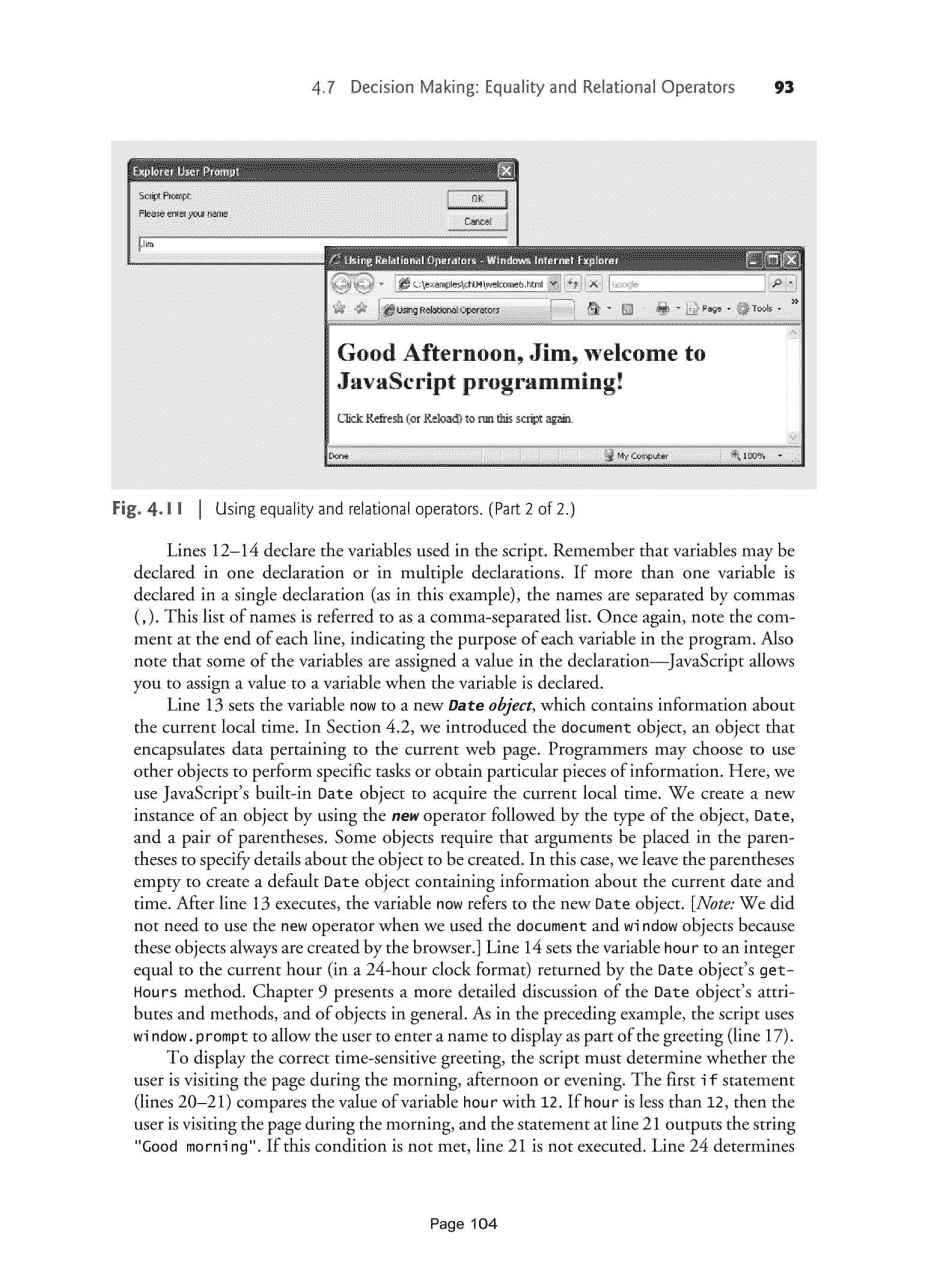 4.7 Decision Making: Equality and Relational Operators 93
Explorer User Prompt
Script Prompt:
Please enter your name
OK
Cancel
Jim
Using Relational Operators - Windows Internet Explorer
C:\examples\ch04\welcome6.html
Google
Using Relational Operators
Page
Tools
»
Good Afternoon, Jim, welcome to
JavaScript programming!
Click Refresh (or Reload) to run this script again.
Done
My Computer
100%
Fig. 4.11 | Using equality and relational operators. (Part 2 of 2.)
Lines 12–14 declare the variables used in the script. Remember that variables may be
declared in one declaration or in multiple declarations. If more than one variable is
declared in a single declaration (as in this example), the names are separated by commas
(,). This list of names is referred to as a comma-separated list. Once again, note the com-
ment at the end of each line, indicating the purpose of each variable in the program. Also
note that some of the variables are assigned a value in the declaration—JavaScript allows
you to assign a value to a variable when the variable is declared.
Line 13 sets the variable now to a new Date object, which contains information about
the current local time. In Section 4.2, we introduced the document object, an object that
encapsulates data pertaining to the current web page. Programmers may choose to use
other objects to perform specific tasks or obtain particular pieces of information. Here, we
use JavaScript's built-in Date object to acquire the current local time. We create a new
instance of an object by using the new operator followed by the type of the object, Date,
and a pair of parentheses. Some objects require that arguments be placed in the paren-
theses to specify details about the object to be created. In this case, we leave the parentheses
empty to create a default Date object containing information about the current date and
time. After line 13 executes, the variable now refers to the new Date object. [Note: We did
not need to use the new operator when we used the document and window objects because
these objects always are created by the browser.] Line 14 sets the variable hour to an integer
equal to the current hour (in a 24-hour clock format) returned by the Date object's get-
Hours method. Chapter 9 presents a more detailed discussion of the Date object's attri-
butes and methods, and of objects in general. As in the preceding example, the script uses
window.prompt to allow the user to enter a name to display as part of the greeting (line 17).
To display the correct time-sensitive greeting, the script must determine whether the
user is visiting the page during the morning, afternoon or evening. The first if statement
(lines 20–21) compares the value of variable hour with 12. If hour is less than 12, then the
user is visiting the page during the morning, and the statement at line 21 outputs the string
"Good morning". If this condition is not met, line 21 is not executed. Line 24 determines
Page 104